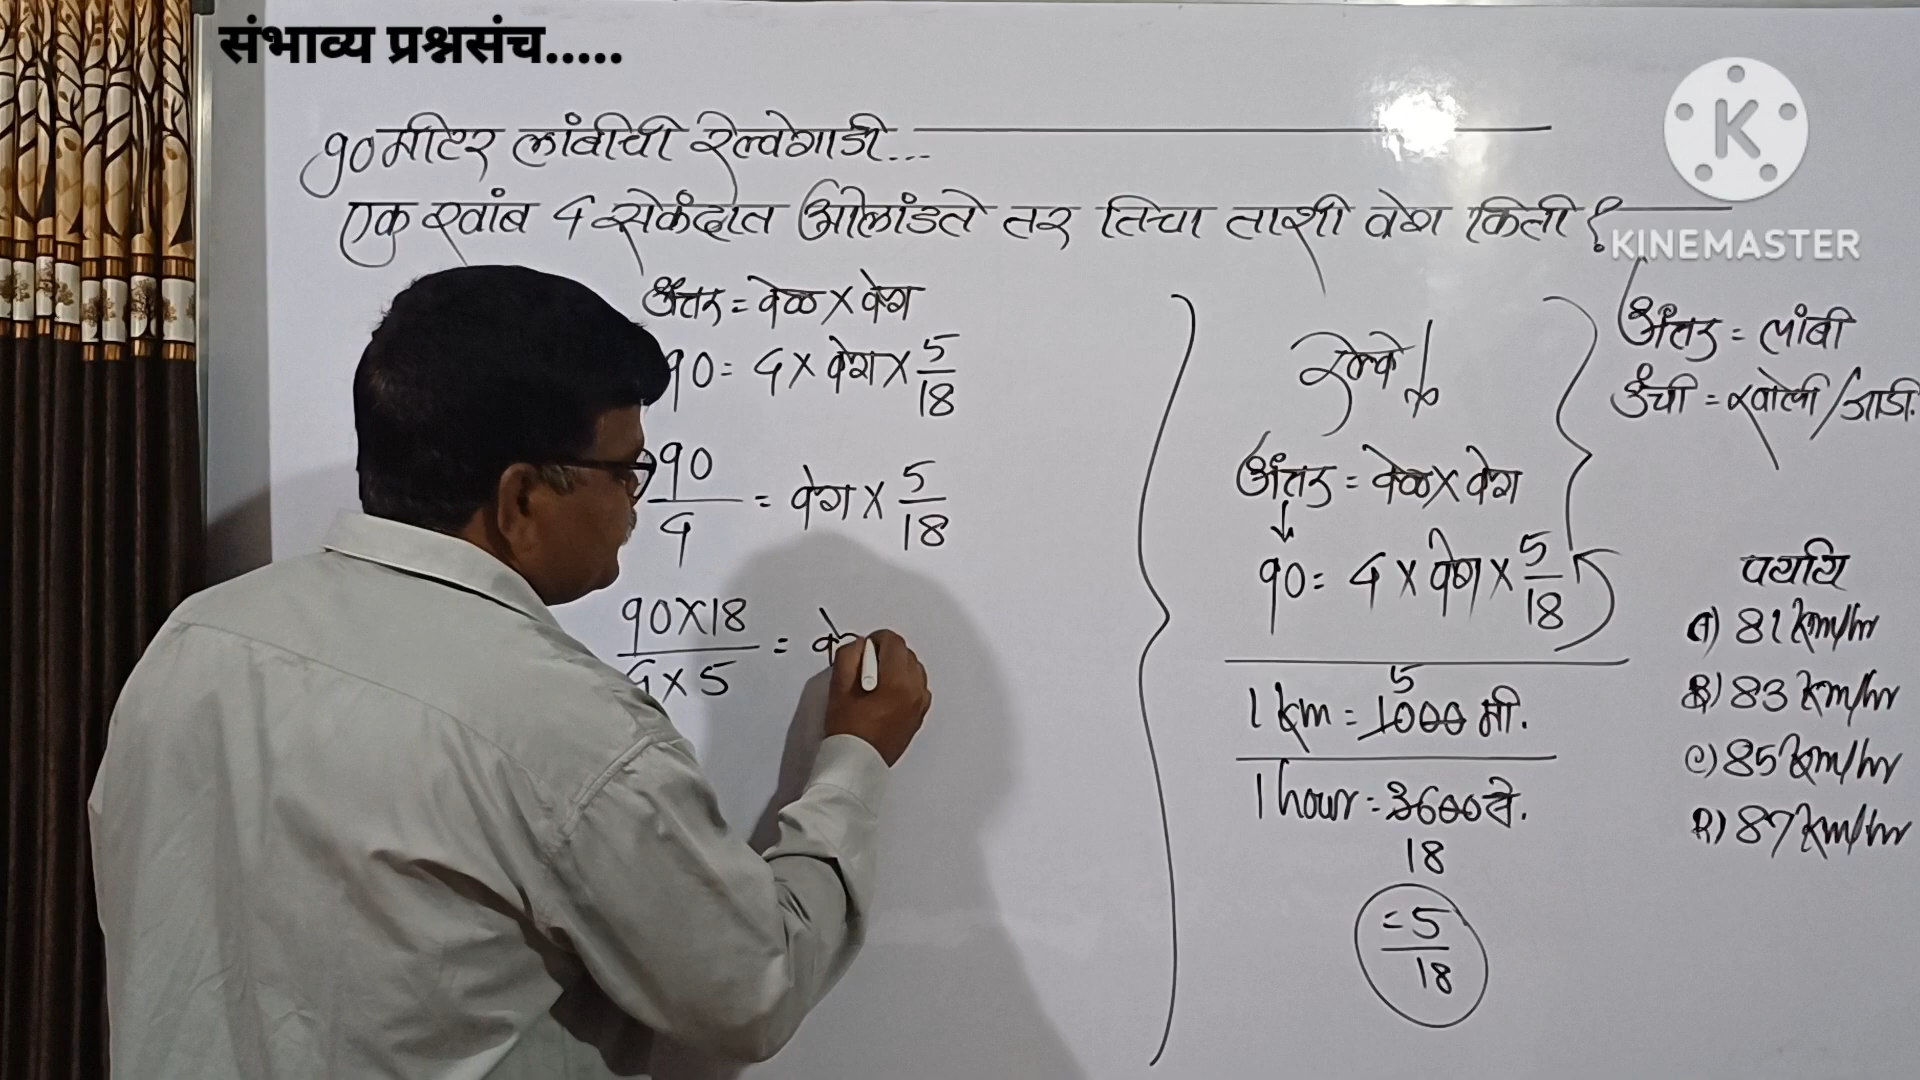 संभाव्य प्रश्नसंच.....
90 मीटर लांबीची रेल्वेगाडी...
एक खांब 4 सेकंदात ओलांडते तर तिचा ताशी वेग किती?
अंतर = वेळ × वेग
90 = 4 × वेग × 5/18
90/4 = वेग × 5/18
90×18/4×5 = वे
रेल्वे
अंतर = वेळ × वेग
↓
90 = 4 × वेग × 5/18
5
1 km = 1000 मी.
1 hour = 3600 से.
18
= 5/18
K
KINEMASTER
अंतर = लांबी
उंची = खोली/जाडी.
पर्याय
A) 81 km/hr
B) 83 km/hr
C) 85 km/hr
D) 87 km/hr